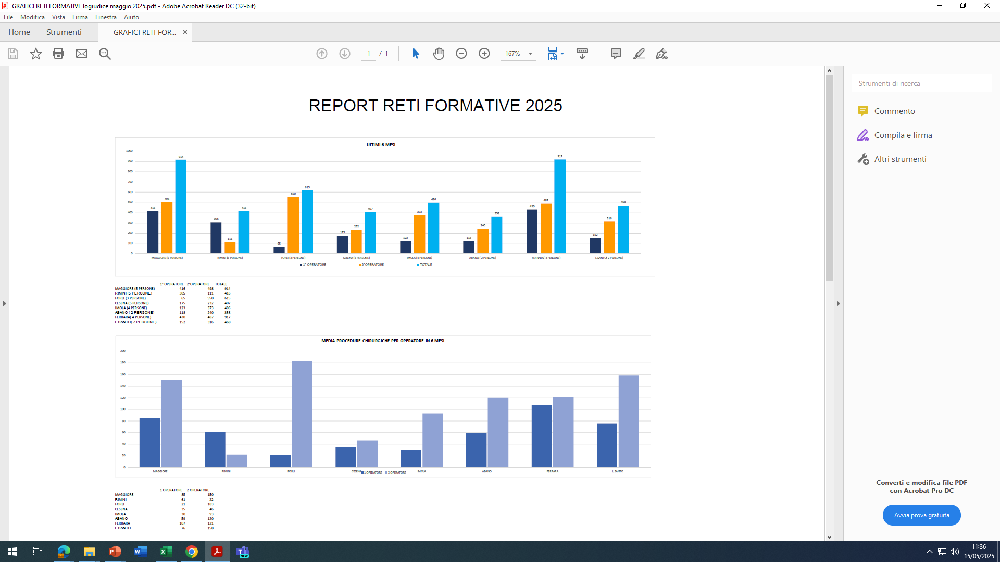 GRAFICI RETI FORMATIVE logiudice maggio 2025.pdf - Adobe Acrobat Reader DC (32-bit)
File Modifica Vista Firma Finestra Aiuto
Home Strumenti GRAFICI RETI FOR... ×
1 / 1 167%
REPORT RETI FORMATIVE 2025
ULTIMI 6 MESI
1000
900
800
700
600
500
400
300
200
100
0
416 498 914
305 111 416
65 550 615
175 232 407
123 373 496
118 240 358
430 487 917
152 316 468
MAGGIORE (5 PERSONE) RIMINI (5 PERSONE) FORLI (3 PERSONE) CESENA (5 PERSONE) IMOLA (4 PERSONE) ABANO ( 2 PERSONE) FERRARA( 4 PERSONE) L.SANTO( 2 PERSONE)
1° OPERATORE 2°OPERATORE TOTALE
1° OPERATORE 2°OPERATORE TOTALE
MAGGIORE (5 PERSONE) 416 498 914
RIMINI (5 PERSONE) 305 111 416
FORLI (3 PERSONE) 65 550 615
CESENA (5 PERSONE) 175 232 407
IMOLA (4 PERSONE) 123 373 496
ABANO ( 2 PERSONE) 118 240 358
FERRARA( 4 PERSONE) 430 487 917
L.SANTO( 2 PERSONE) 152 316 468
MEDIA PROCEDURE CHIRURGICHE PER OPERATORE IN 6 MESI
200
180
160
140
120
100
80
60
40
20
0
MAGGIORE RIMINI FORLI CESENA IMOLA ABANO FERRARA L.SANTO
1 OPERATORE 2 OPERATORE
1 OPERATORE 2 OPERATORE
MAGGIORE 85 150
RIMINI 61 22
FORLI 21 183
CESENA 35 46
IMOLA 30 93
ABANO 59 120
FERRARA 107 121
L.SANTO 76 158
Strumenti di ricerca
Commento
Compila e firma
Altri strumenti
Converti e modifica file PDF
con Acrobat Pro DC
Avvia prova gratuita
11:36
15/05/2025